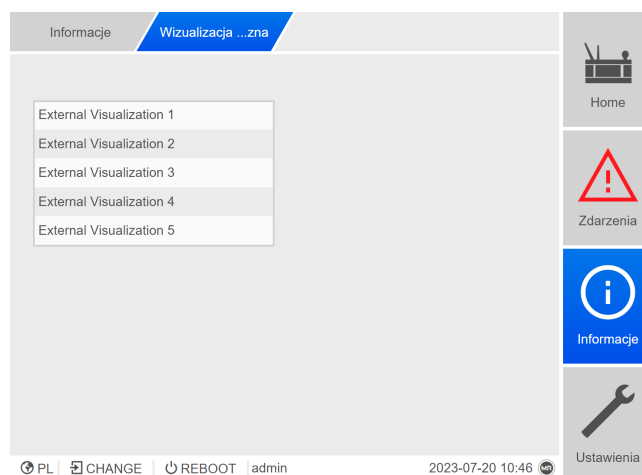 Informacje
Wizualizacja ...zna
External Visualization 1
External Visualization 2
External Visualization 3
External Visualization 4
External Visualization 5
Home
Zdarzenia
Informacje
Ustawienia
PL CHANGE REBOOT admin 2023-07-20 10:46 MR